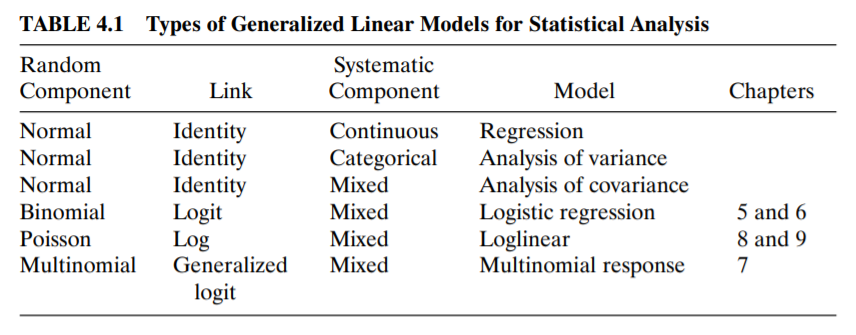 TABLE 4.1 Types of Generalized Linear Models for Statistical Analysis
Random Systematic
Component Link Component Model Chapters
Normal Identity Continuous Regression
Normal Identity Categorical Analysis of variance
Normal Identity Mixed Analysis of covariance
Binomial Logit Mixed Logistic regression 5 and 6
Poisson Log Mixed Loglinear 8 and 9
Multinomial Generalized Mixed Multinomial response 7
logit